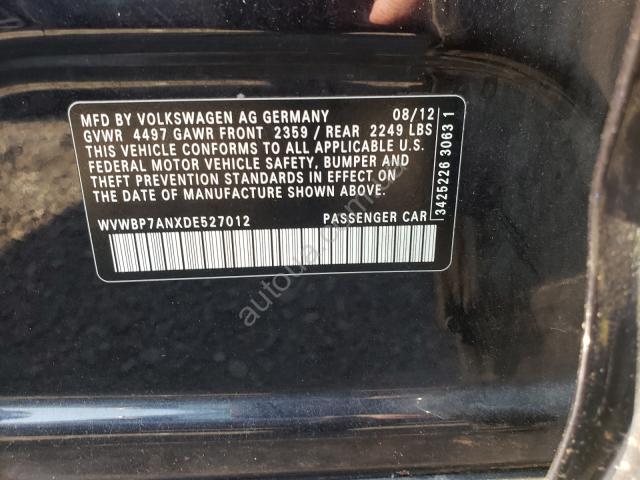 MFD BY VOLKSWAGEN AG GERMANY 08/12
GVWR 4497 GAWR FRONT 2359 / REAR 2249 LBS
THIS VEHICLE CONFORMS TO ALL APPLICABLE U.S.
FEDERAL MOTOR VEHICLE SAFETY, BUMPER AND
THEFT PREVENTION STANDARDS IN EFFECT ON
THE DATE OF MANUFACTURE SHOWN ABOVE.
WVWBP7ANXDE527012 PASSENGER CAR
3425226 3063 1